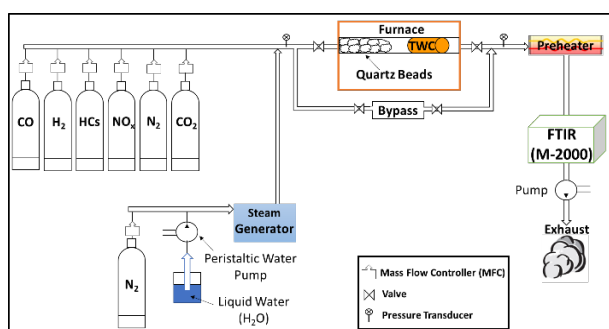 Furnace
TWC
Quartz Beads
Preheater
Bypass
CO
H₂
HCs
NOₓ
N₂
CO₂
FTIR
(M-2000)
Pump
Exhaust
Steam
Generator
Peristaltic Water
Pump
N₂
Liquid Water
(H₂O)
Mass Flow Controller (MFC)
Valve
Pressure Transducer